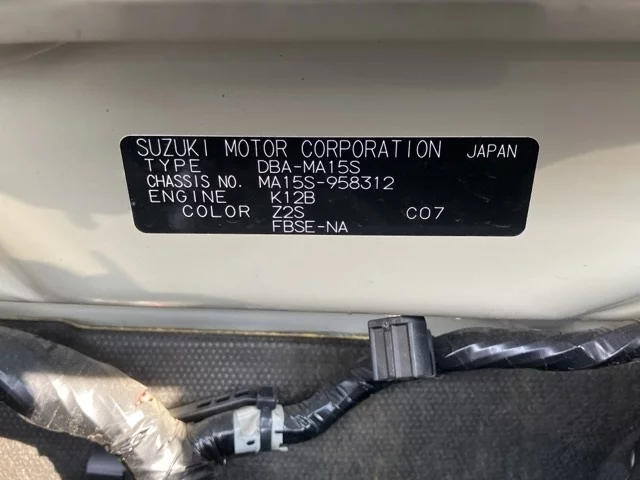 SUZUKI MOTOR CORPORATION JAPAN
TYPE DBA-MA15S
CHASSIS NO. MA15S-958312
ENGINE K12B
COLOR Z2S C07
FBSE-NA